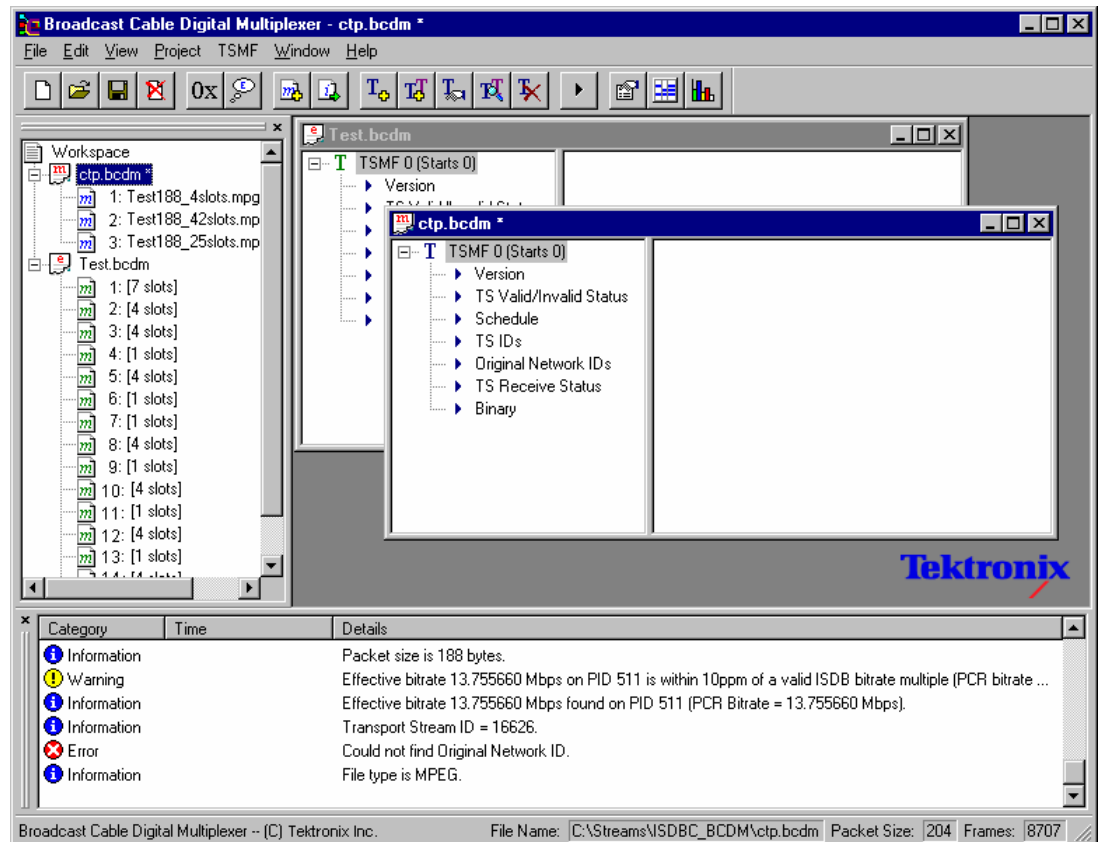 Broadcast Cable Digital Multiplexer - ctp.bcdm *
File Edit View Project TSMF Window Help
0x
Workspace
ctp.bcdm *
1: Test188_4slots.mpg
2: Test188_42slots.mp
3: Test188_25slots.mp
Test.bcdm
1: [7 slots]
2: [4 slots]
3: [4 slots]
4: [1 slots]
5: [4 slots]
6: [1 slots]
7: [1 slots]
8: [4 slots]
9: [1 slots]
10: [4 slots]
11: [1 slots]
12: [4 slots]
13: [1 slots]
Test.bcdm
TSMF 0 (Starts 0)
Version
ctp.bcdm *
TSMF 0 (Starts 0)
Version
TS Valid/Invalid Status
Schedule
TS IDs
Original Network IDs
TS Receive Status
Binary
Tektronix
Category Time Details
Information Packet size is 188 bytes.
Warning Effective bitrate 13.755660 Mbps on PID 511 is within 10ppm of a valid ISDB bitrate multiple (PCR bitrate ...
Information Effective bitrate 13.755660 Mbps found on PID 511 (PCR Bitrate = 13.755660 Mbps).
Information Transport Stream ID = 16626.
Error Could not find Original Network ID.
Information File type is MPEG.
Broadcast Cable Digital Multiplexer -- (C) Tektronix Inc. File Name: C:\Streams\ISDBC_BCDM\ctp.bcdm Packet Size: 204 Frames: 8707